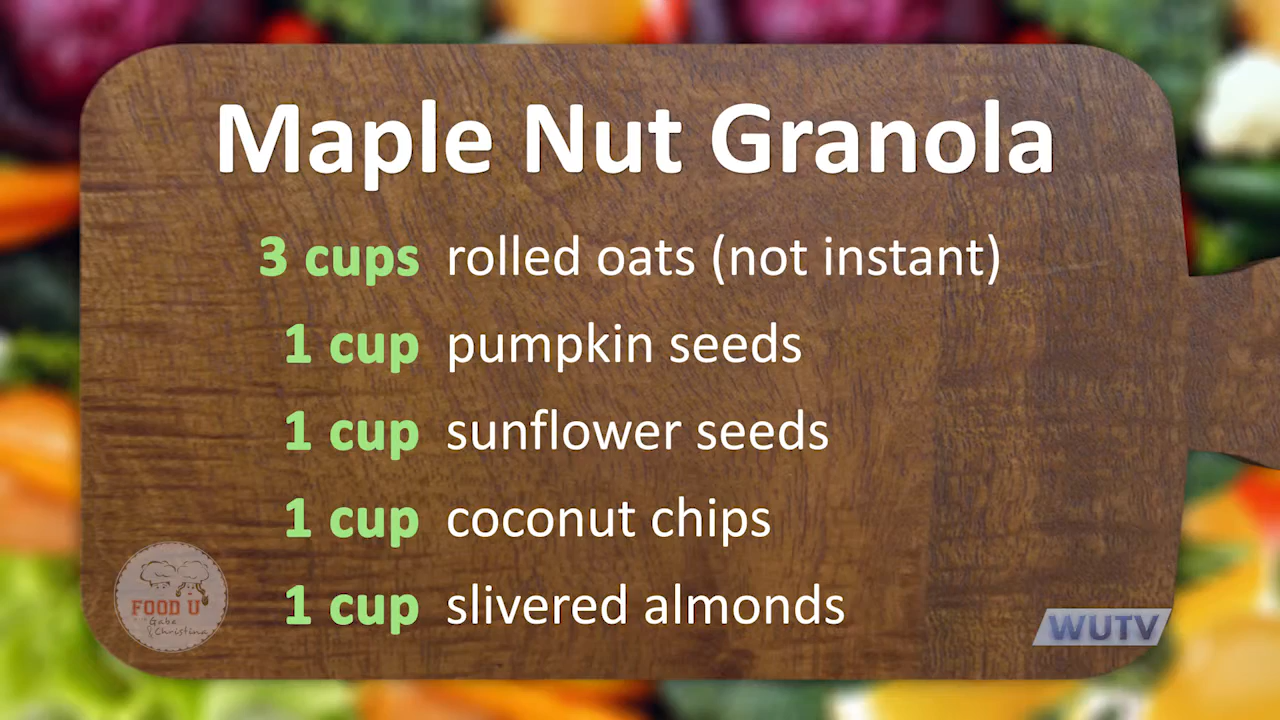 Maple Nut Granola
3 cups rolled oats (not instant)
1 cup pumpkin seeds
1 cup sunflower seeds
1 cup coconut chips
1 cup slivered almonds
FOOD U
Gabe
& Christina
WUTV